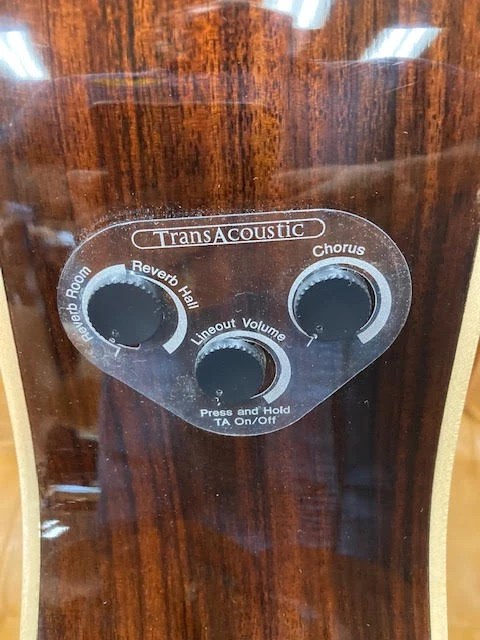 TransAcoustic
Chorus
Reverb Room
Reverb Hall
Lineout Volume
Press and Hold
TA On/Off